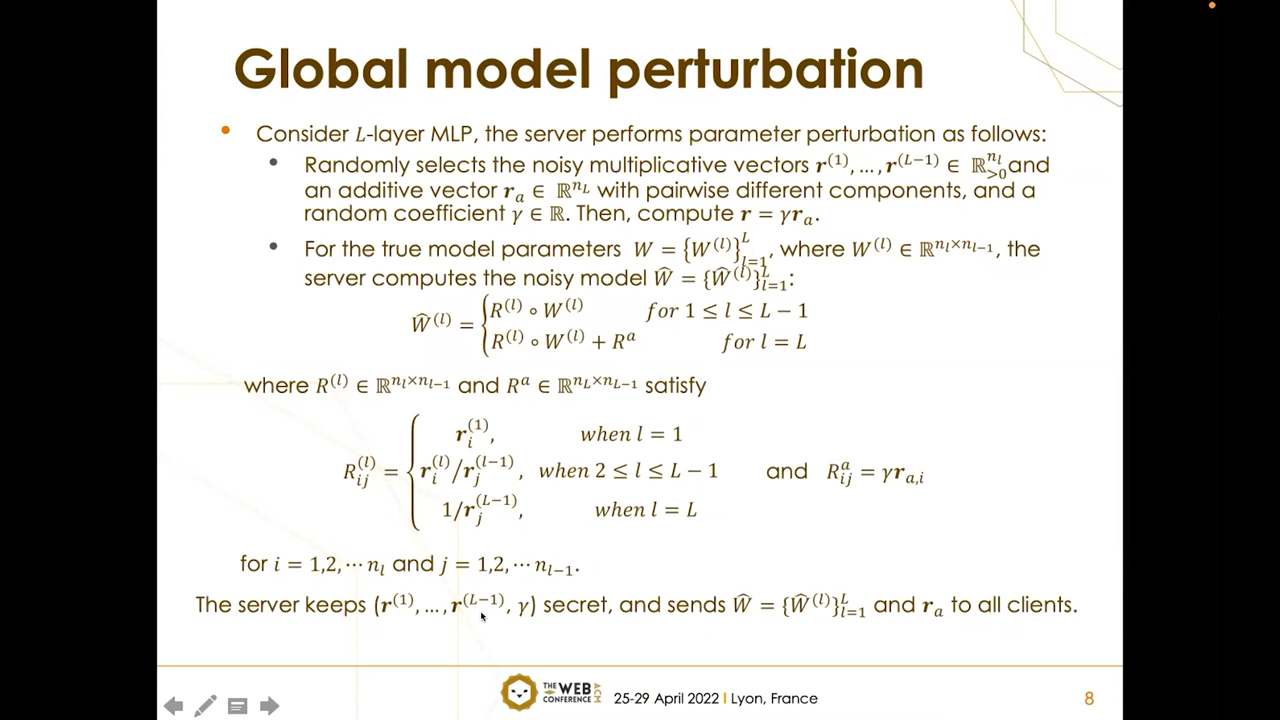 Global model perturbation
• Consider L-layer MLP, the server performs parameter perturbation as follows:
• Randomly selects the noisy multiplicative vectors r^(1), …, r^(L−1) ∈ ℝ_{>0}^{n_l} and
an additive vector r_a ∈ ℝ^{n_L} with pairwise different components, and a
random coefficient γ ∈ ℝ. Then, compute r = γr_a.
• For the true model parameters W = {W^(l)}_{l=1}^{L}, where W^(l) ∈ ℝ^{n_l×n_{l−1}}, the
server computes the noisy model Ŵ = {Ŵ^(l)}_{l=1}^{L}:
Ŵ^(l) = { R^(l) ∘ W^(l) for 1 ≤ l ≤ L − 1
R^(l) ∘ W^(l) + R^a for l = L
where R^(l) ∈ ℝ^{n_l×n_{l−1}} and R^a ∈ ℝ^{n_L×n_{L−1}} satisfy
r_i^(1), when l = 1
R_{ij}^(l) = { r_i^(l)/r_j^(l−1), when 2 ≤ l ≤ L − 1 and R_{ij}^a = γr_{a,i}
1/r_j^(L−1), when l = L
for i = 1,2, ⋯ n_l and j = 1,2, ⋯ n_{l−1}.
The server keeps (r^(1), …, r^(L−1), γ) secret, and sends Ŵ = {Ŵ^(l)}_{l=1}^{L} and r_a to all clients.
THE WEB CONFERENCE ACM 25-29 April 2022 I Lyon, France 8